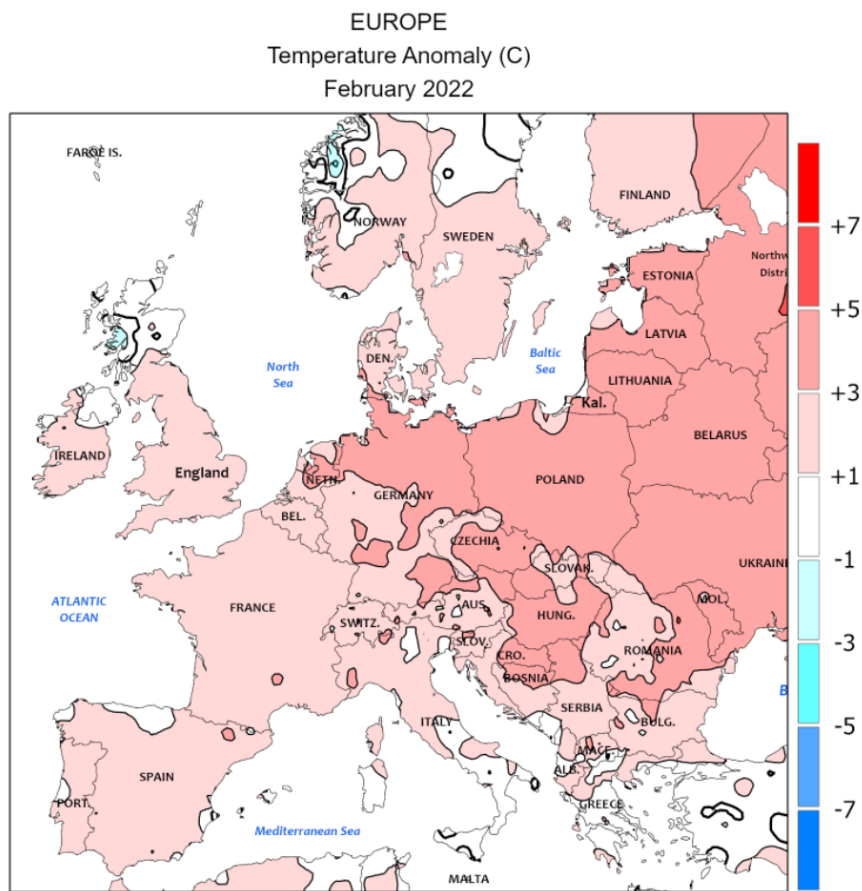 EUROPE
Temperature Anomaly (C)
February 2022
FAROE IS.
NORWAY
SWEDEN
FINLAND
Northw
Distri
ESTONIA
LATVIA
LITHUANIA
Kal.
BELARUS
North
Sea
Baltic
Sea
DEN.
IRELAND
England
NETH.
BEL.
GERMANY
POLAND
CZECHIA
SLOVAK.
UKRAIN
ATLANTIC
OCEAN
FRANCE
SWITZ.
AUS.
HUNG.
MOL.
SLOV.
CRO.
BOSNIA
ROMANIA
SERBIA
BULG.
B
ITALY
MACE.
ALB.
GREECE
SPAIN
PORT.
Mediterranean Sea
MALTA
+7
+5
+3
+1
-1
-3
-5
-7